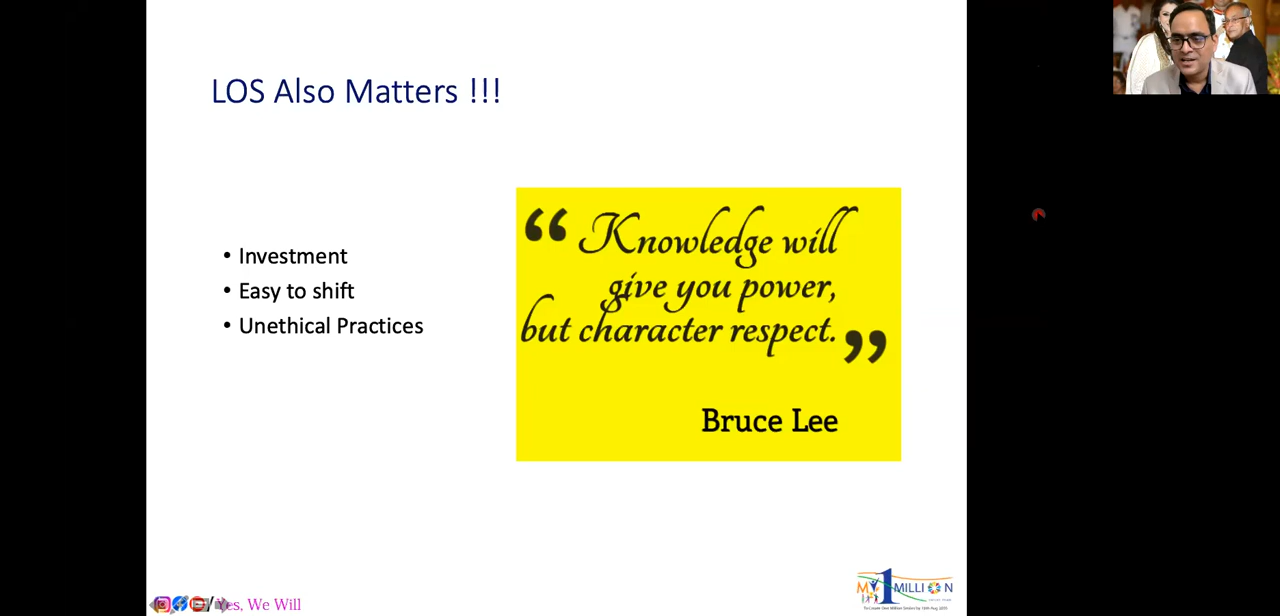 LOS Also Matters !!!
• Investment
• Easy to shift
• Unethical Practices
“ Knowledge will
give you power,
but character respect. ”
Bruce Lee
Yes, We Will
MY 1 MILLION